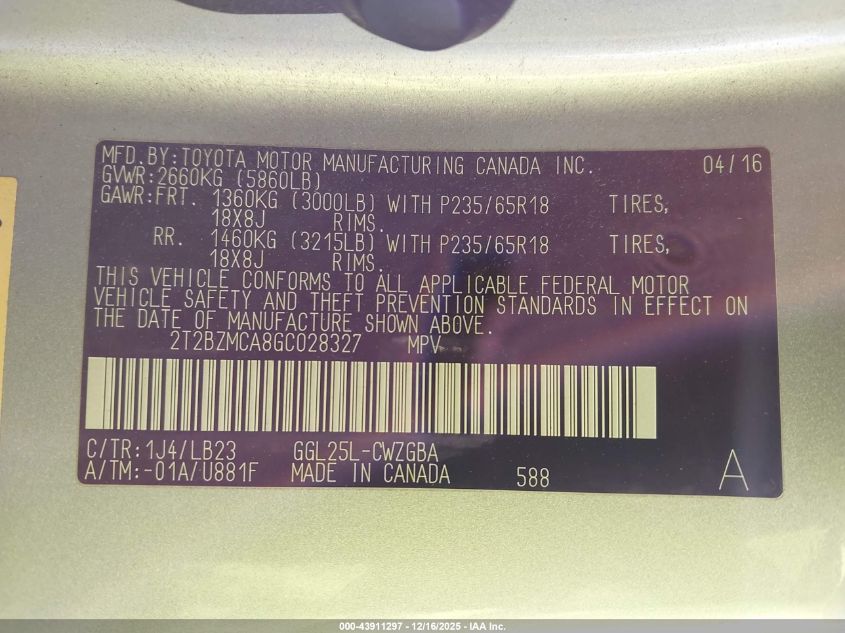 MFD. BY: TOYOTA MOTOR MANUFACTURING CANADA INC. 04/16
GVWR: 2660KG (5860LB)
GAWR: FRT. 1360KG (3000LB) WITH P235/65R18 TIRES,
18X8J RIMS.
RR. 1460KG (3215LB) WITH P235/65R18 TIRES,
18X8J RIMS.
THIS VEHICLE CONFORMS TO ALL APPLICABLE FEDERAL MOTOR
VEHICLE SAFETY AND THEFT PREVENTION STANDARDS IN EFFECT ON
THE DATE OF MANUFACTURE SHOWN ABOVE.
2T2BZMCA8GC028327 MPV
C/TR: 1J4/LB23 GGL25L-CWZGBA
A/TM: -01A/U881F MADE IN CANADA 588 A
000-43911297 - 12/16/2025 - IAA Inc.